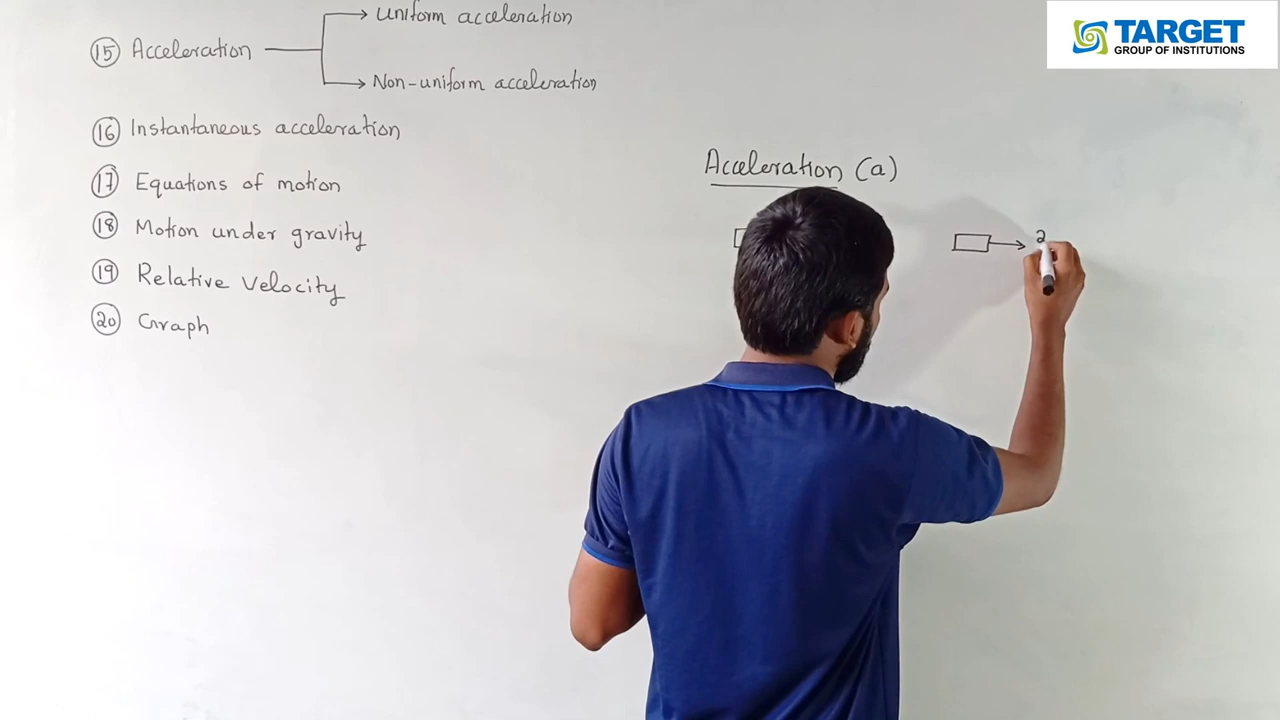 uniform acceleration
(15) Acceleration
Non-uniform acceleration
(16) Instantaneous acceleration
(17) Equations of motion
(18) Motion under gravity
(19) Relative Velocity
(20) Graph
Acceleration (a)
2
TARGET
GROUP OF INSTITUTIONS